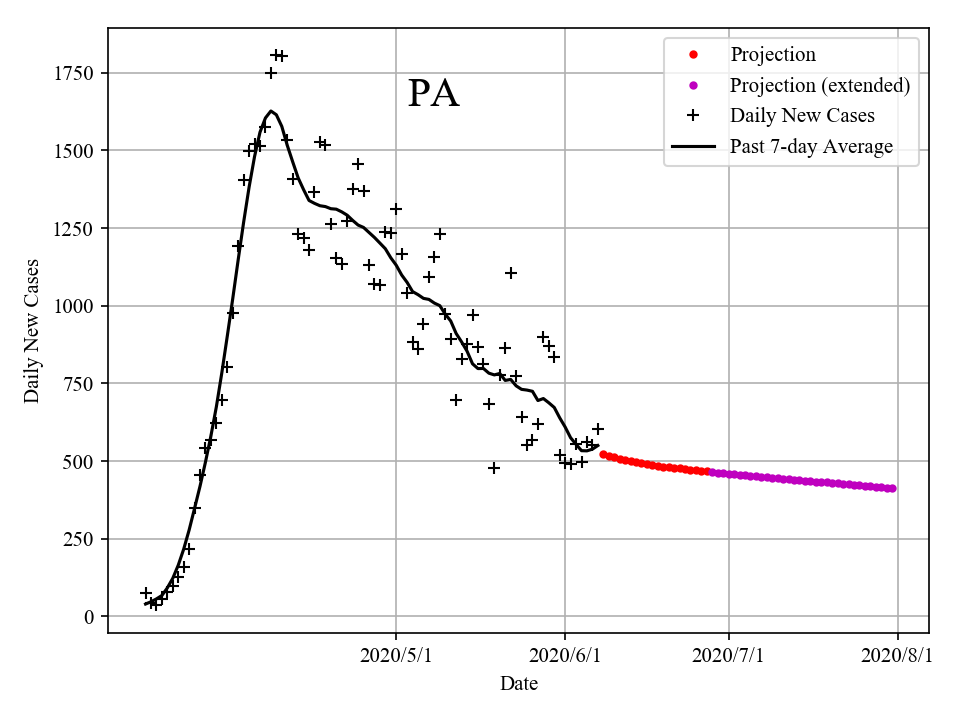 PA
Projection
Projection (extended)
Daily New Cases
Past 7-day Average
Daily New Cases
1750
1500
1250
1000
750
500
250
0
2020/5/1 2020/6/1 2020/7/1 2020/8/1
Date